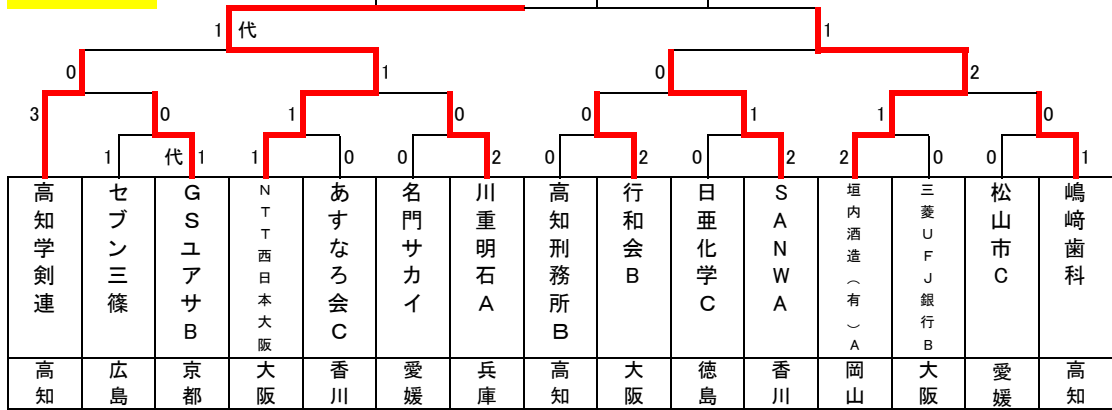 1 代 1
0 1 0 2
3 0 1 0 0 1 1 0
1 代 1 1 0 0 2 0 2 0 2 2 0 0 1
高知学剣連
セブン三篠
GSユアサB
NTT西日本大阪
あすなろ会C
名門サカイ
川重明石A
高知刑務所B
行和会B
日亜化学C
SANWA
垣内酒造(有)A
三菱UFJ銀行B
松山市C
嶋﨑歯科
高知
広島
京都
大阪
香川
愛媛
兵庫
高知
大阪
徳島
香川
岡山
大阪
愛媛
高知